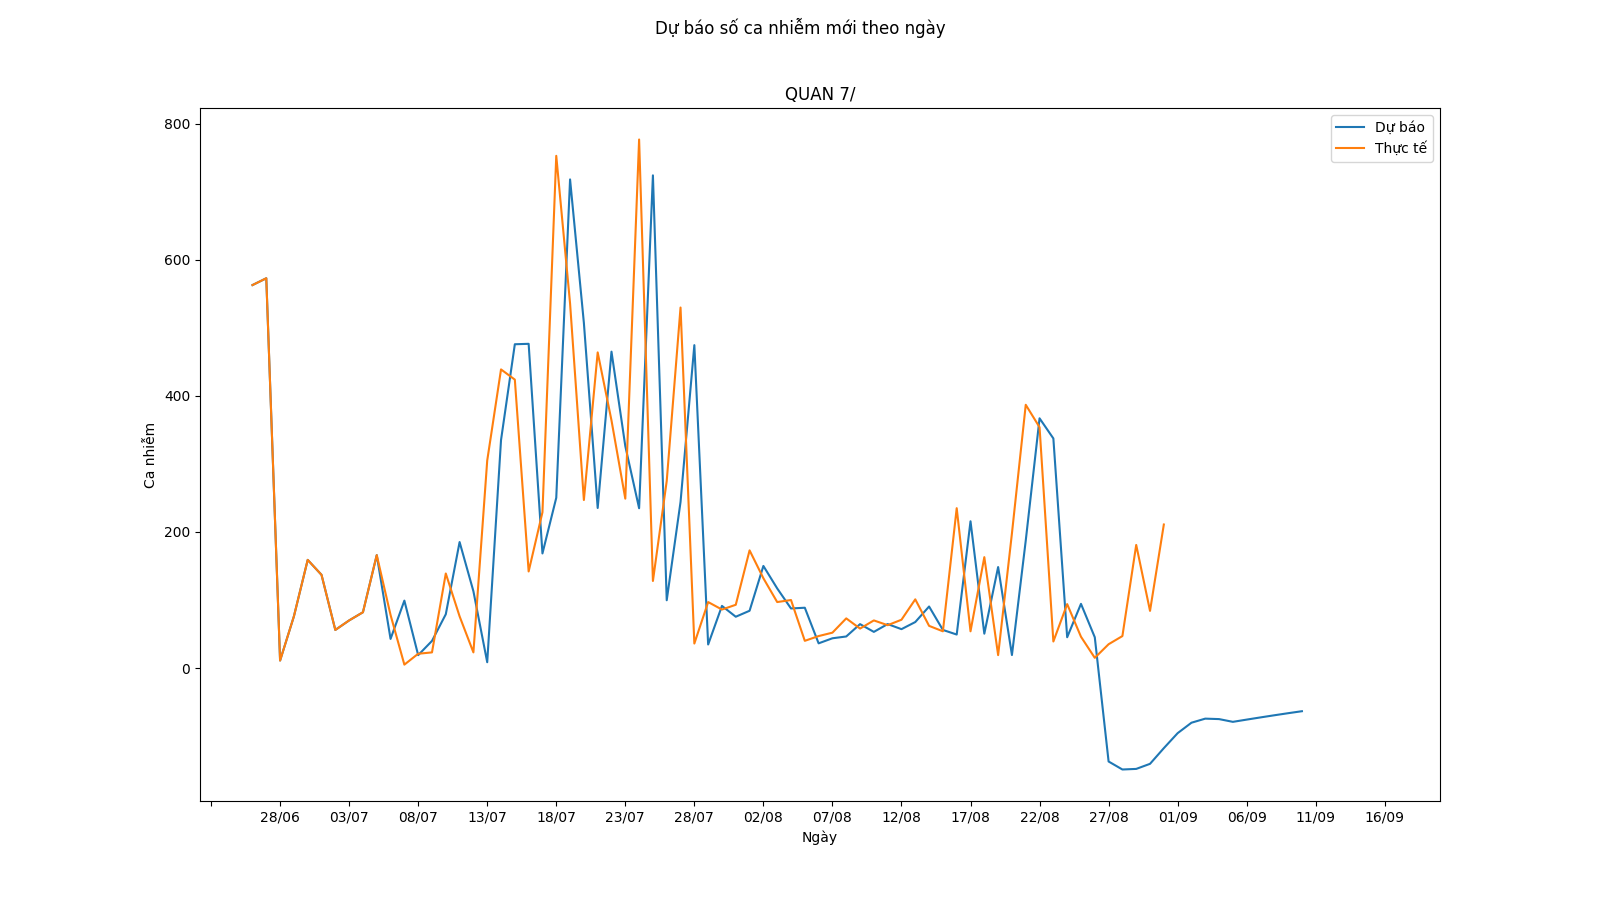 Dự báo số ca nhiễm mới theo ngày
QUAN 7/
Dự báo
Thực tế
Ca nhiễm
800
600
400
200
0
28/06 03/07 08/07 13/07 18/07 23/07 28/07 02/08 07/08 12/08 17/08 22/08 27/08 01/09 06/09 11/09 16/09
Ngày